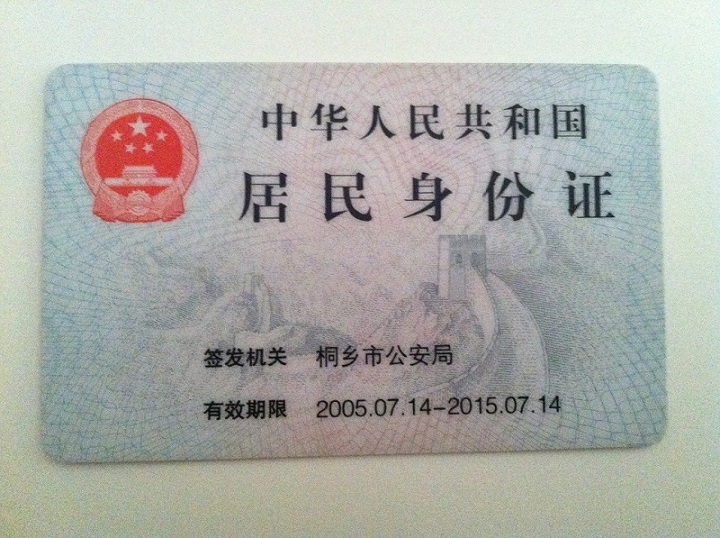 中华人民共和国
居民身份证
签发机关 桐乡市公安局
有效期限 2005.07.14-2015.07.14